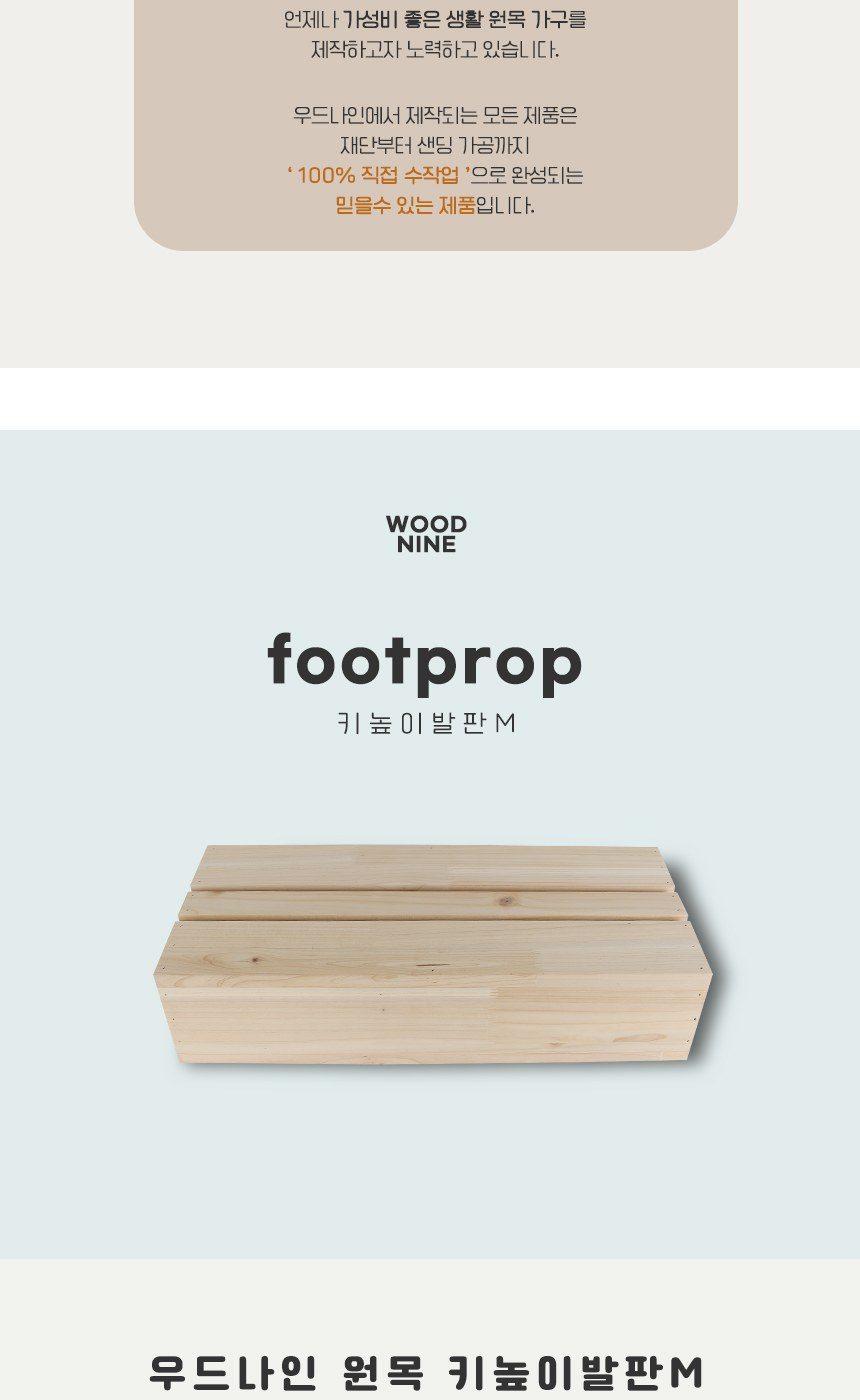 언제나 가성비 좋은 생활 원목 가구를
제작하고자 노력하고 있습니다.
우드나인에서 제작되는 모든 제품은
재단부터 샌딩 가공까지
‘ 100% 직접 수작업 ’으로 완성되는
믿을수 있는 제품입니다.
WOOD
NINE
footprop
키높이발판M
우드나인 원목 키높이발판M